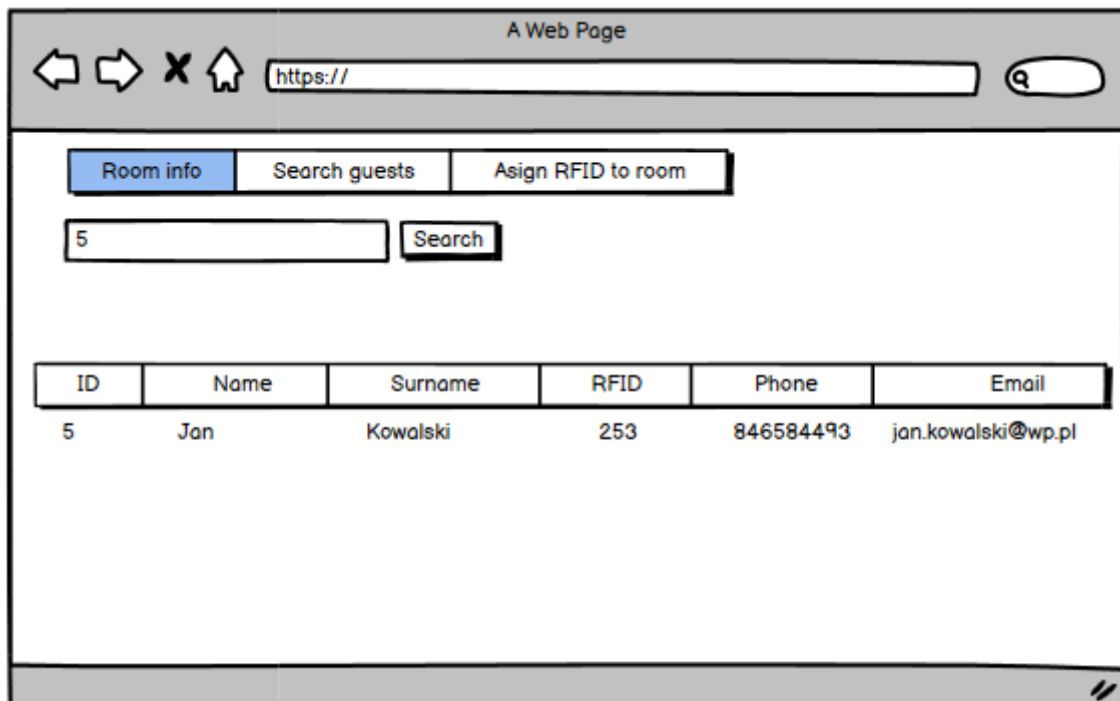 A Web Page
https://
Room info Search guests Asign RFID to room
5 Search
ID Name Surname RFID Phone Email
5 Jan Kowalski 253 846584493 jan.kowalski@wp.pl